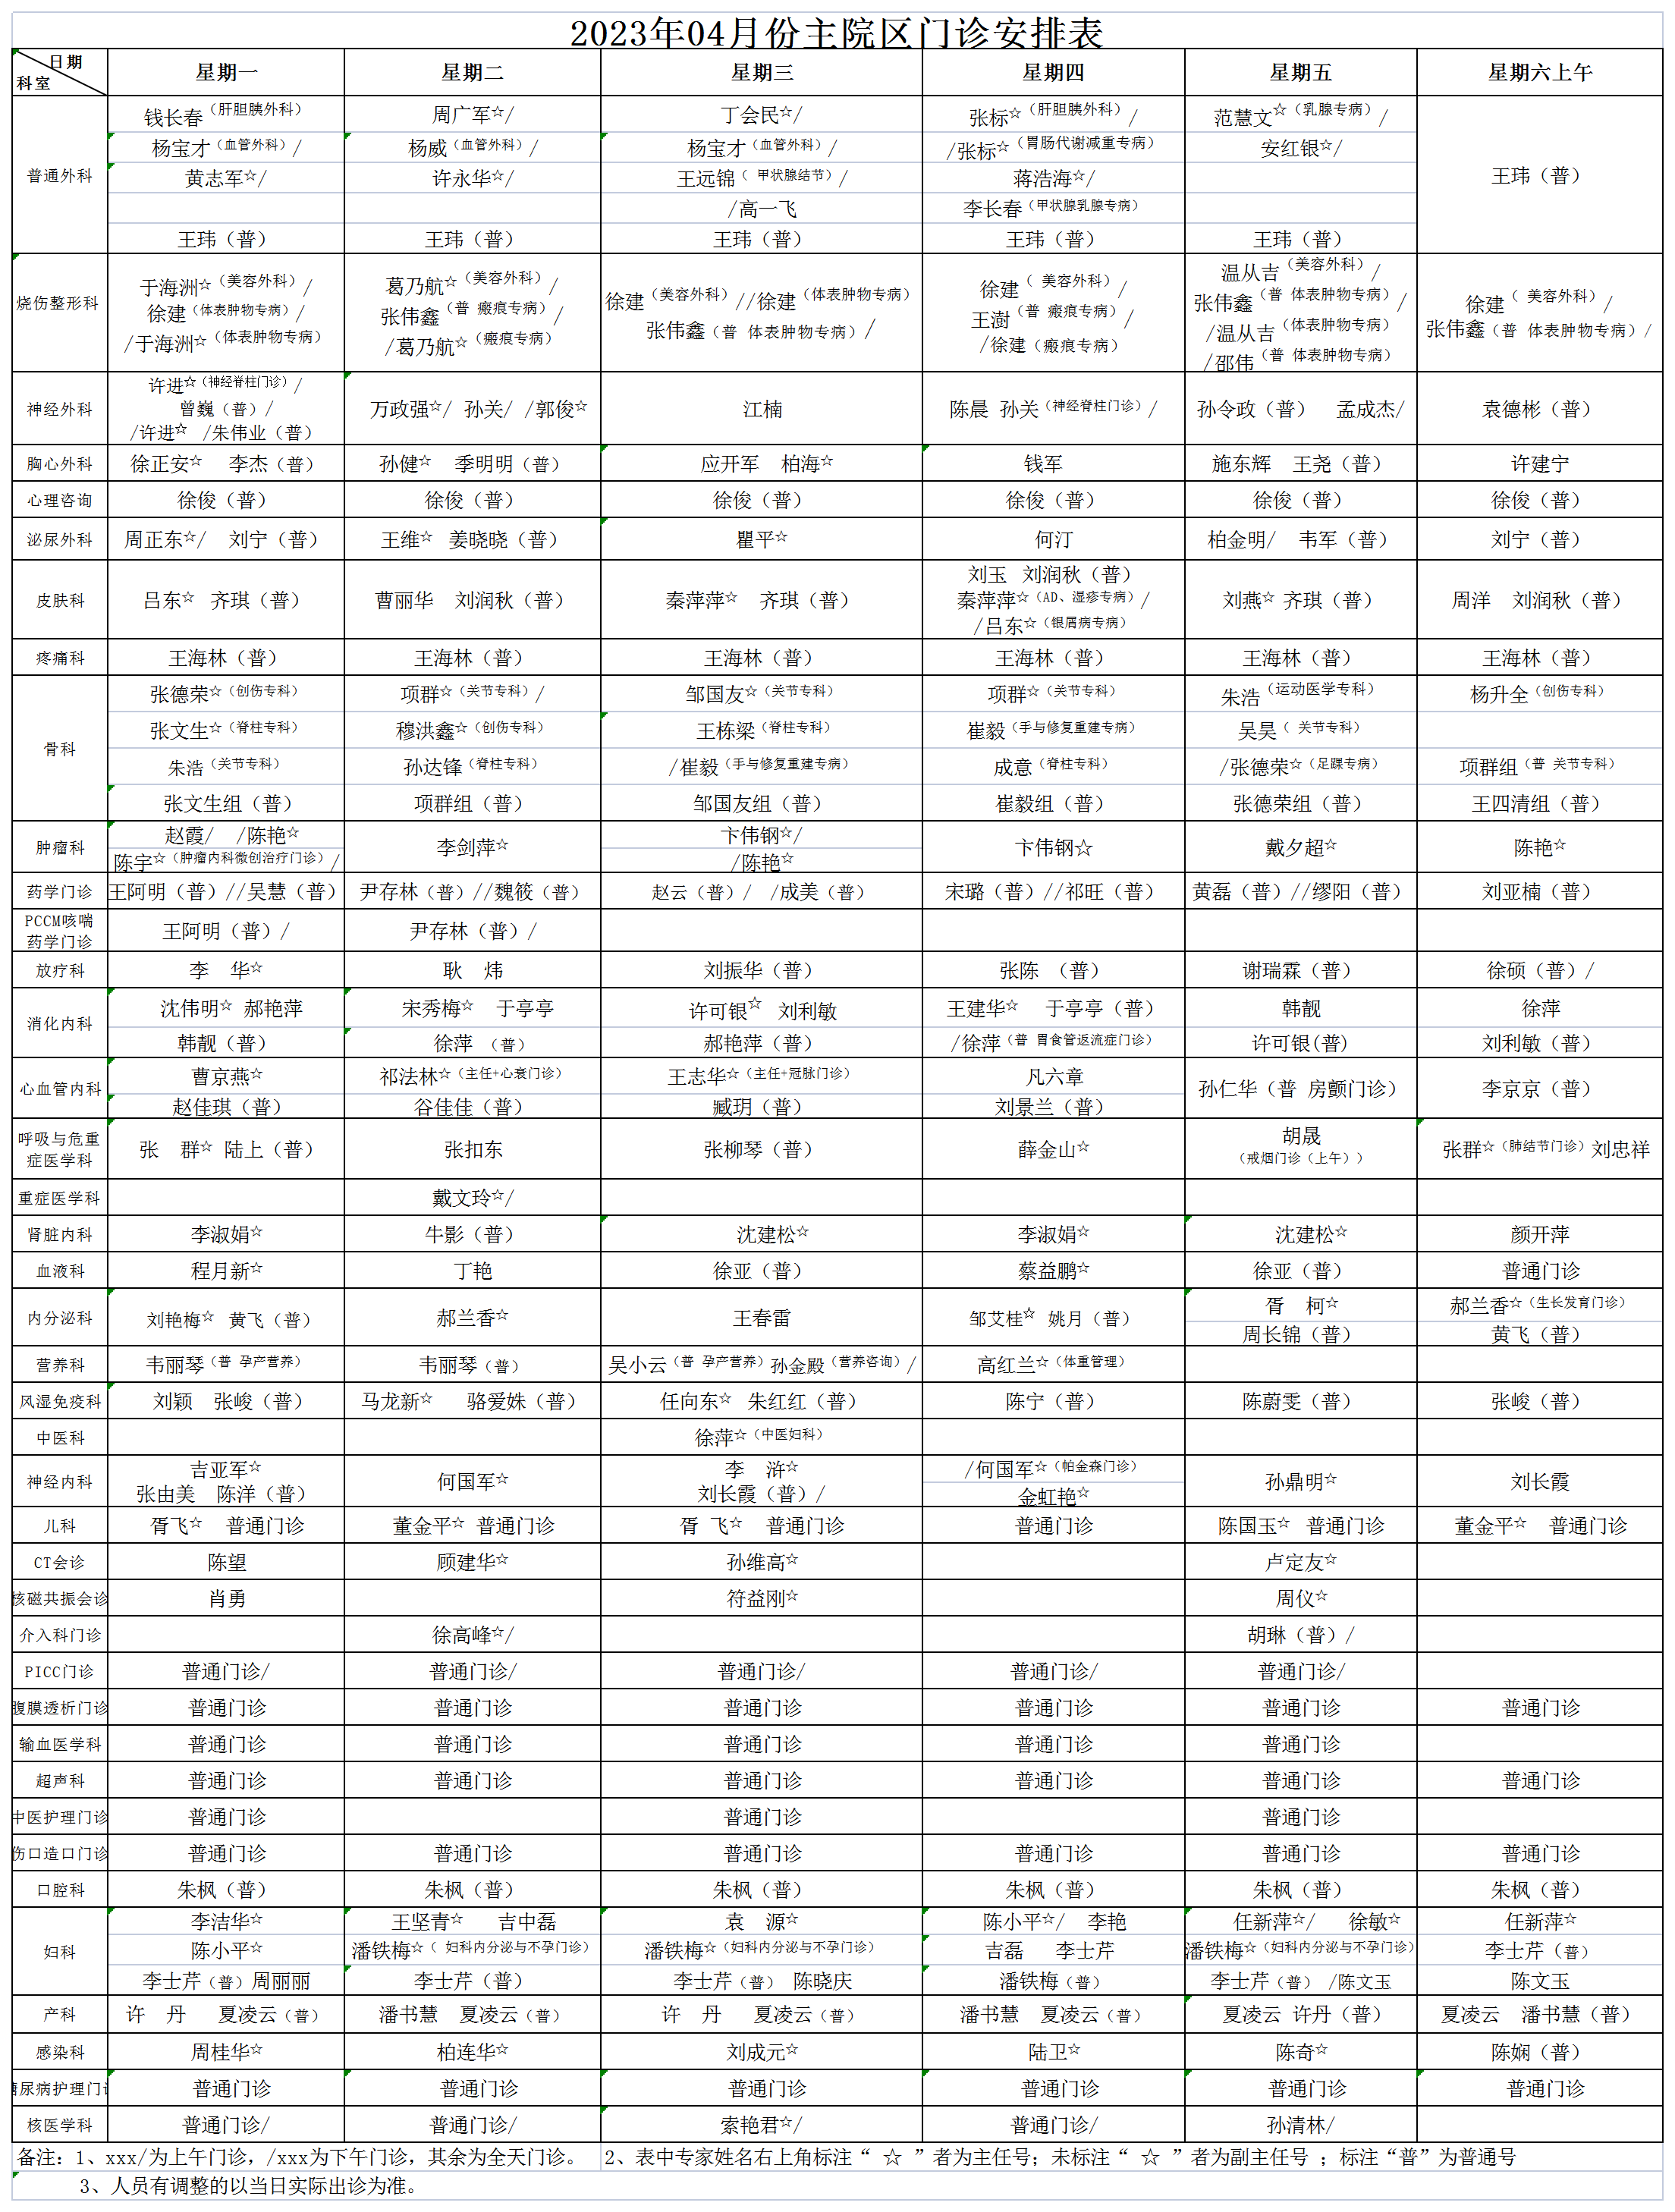 2023年04月份主院区门诊安排表
日期 科室 星期一 星期二 星期三 星期四 星期五 星期六上午
普通外科
钱长春（肝胆胰外科） 周广军☆/ 丁会民☆/ 张标☆（肝胆胰外科）/ 范慧文☆（乳腺专病）/
杨宝才（血管外科）/ 杨威（血管外科）/ 杨宝才（血管外科）/ /张标☆（胃肠代谢减重专病） 安红银☆/
黄志军☆/ 许永华☆/ 王远锦（ 甲状腺结节）/ 蒋浩海☆/ 王玮（普）
/高一飞 李长春（甲状腺乳腺专病）
王玮（普） 王玮（普） 王玮（普） 王玮（普） 王玮（普）
烧伤整形科
于海洲☆（美容外科）/
徐建（体表肿物专病）/
/于海洲☆（体表肿物专病）
葛乃航☆（美容外科）/
张伟鑫（普 瘢痕专病）/
/葛乃航☆（瘢痕专病）
徐建（美容外科）//徐建（体表肿物专病）
张伟鑫（普 体表肿物专病）/
徐建（ 美容外科）/
王澍（普 瘢痕专病）/
/徐建（瘢痕专病）
温从吉（美容外科）/
张伟鑫（普 体表肿物专病）/
/温从吉（体表肿物专病）
/邵伟（普 体表肿物专病）
徐建（ 美容外科）/
张伟鑫（普 体表肿物专病）/
神经外科
许进☆（神经脊柱门诊）/
曾巍（普）/
/许进☆ /朱伟业（普）
万政强☆/ 孙关/ /郭俊☆ 江楠 陈晨 孙关（神经脊柱门诊）/ 孙令政（普） 孟成杰/ 袁德彬（普）
胸心外科 徐正安☆ 李杰（普） 孙健☆ 季明明（普） 应开军 柏海☆ 钱军 施东辉 王尧（普） 许建宁
心理咨询 徐俊（普） 徐俊（普） 徐俊（普） 徐俊（普） 徐俊（普） 徐俊（普）
泌尿外科 周正东☆/ 刘宁（普） 王维☆ 姜晓晓（普） 瞿平☆ 何汀 柏金明/ 韦军（普） 刘宁（普）
皮肤科 吕东☆ 齐琪（普） 曹丽华 刘润秋（普） 秦萍萍☆ 齐琪（普）
刘玉 刘润秋（普）
秦萍萍☆（AD、湿疹专病）/
/吕东☆（银屑病专病）
刘燕☆ 齐琪（普） 周洋 刘润秋（普）
疼痛科 王海林（普） 王海林（普） 王海林（普） 王海林（普） 王海林（普） 王海林（普）
骨科
张德荣☆（创伤专科） 项群☆（关节专科）/ 邹国友☆（关节专科） 项群☆（关节专科） 朱浩（运动医学专科） 杨升全（创伤专科）
张文生☆（脊柱专科） 穆洪鑫☆（创伤专科） 王栋梁（脊柱专科） 崔毅（手与修复重建专病） 吴昊（ 关节专科）
朱浩（关节专科） 孙达锋（脊柱专科） /崔毅（手与修复重建专病） 成意（脊柱专科） /张德荣☆（足踝专病） 项群组（普 关节专科）
张文生组（普） 项群组（普） 邹国友组（普） 崔毅组（普） 张德荣组（普） 王四清组（普）
肿瘤科
赵霞/ /陈艳☆
陈宇☆（肿瘤内科微创治疗门诊）/
李剑萍☆
卞伟钢☆/
/陈艳☆
卞伟钢☆ 戴夕超☆ 陈艳☆
药学门诊 王阿明（普）//吴慧（普） 尹存林（普）//魏筱（普） 赵云（普）/ /成美（普） 宋璐（普）//祁旺（普） 黄磊（普）//缪阳（普） 刘亚楠（普）
PCCM咳喘
药学门诊
王阿明（普）/ 尹存林（普）/
放疗科 李 华☆ 耿 炜 刘振华（普） 张陈 （普） 谢瑞霖（普） 徐硕（普）/
消化内科
沈伟明☆ 郝艳萍 宋秀梅☆ 于亭亭 许可银☆ 刘利敏 王建华☆ 于亭亭（普） 韩靓 徐萍
韩靓（普） 徐萍 （普） 郝艳萍（普） /徐萍（普 胃食管返流症门诊） 许可银(普) 刘利敏（普）
心血管内科
曹京燕☆ 祁法林☆（主任+心衰门诊） 王志华☆（主任+冠脉门诊） 凡六章 孙仁华（普 房颤门诊） 李京京（普）
赵佳琪（普） 谷佳佳（普） 臧玥（普） 刘景兰（普）
呼吸与危重
症医学科
张 群☆ 陆上（普） 张扣东 张柳琴（普） 薛金山☆ 胡晟
（戒烟门诊（上午））
张群☆（肺结节门诊）刘忠祥
重症医学科 戴文玲☆/
肾脏内科 李淑娟☆ 牛影（普） 沈建松☆ 李淑娟☆ 沈建松☆ 颜开萍
血液科 程月新☆ 丁艳 徐亚（普） 蔡益鹏☆ 徐亚（普） 普通门诊
内分泌科 刘艳梅☆ 黄飞（普） 郝兰香☆ 王春雷 邹艾桂☆ 姚月（普）
胥 柯☆
周长锦（普）
郝兰香☆（生长发育门诊）
黄飞（普）
营养科 韦丽琴（普 孕产营养） 韦丽琴（普） 吴小云（普 孕产营养）孙金殿（营养咨询）/ 高红兰☆（体重管理）
风湿免疫科 刘颖 张峻（普） 马龙新☆ 骆爱姝（普） 任向东☆ 朱红红（普） 陈宁（普） 陈蔚雯（普） 张峻（普）
中医科 徐萍☆（中医妇科）
神经内科
吉亚军☆
张由美 陈洋（普）
何国军☆
李 浒☆
刘长霞（普）/
/何国军☆（帕金森门诊）
金虹艳☆
孙鼎明☆ 刘长霞
儿科 胥飞☆ 普通门诊 董金平☆ 普通门诊 胥 飞☆ 普通门诊 普通门诊 陈国玉☆ 普通门诊 董金平☆ 普通门诊
CT会诊 陈望 顾建华☆ 孙维高☆ 卢定友☆
核磁共振会诊 肖勇 符益刚☆ 周仪☆
介入科门诊 徐高峰☆/ 胡琳（普）/
PICC门诊 普通门诊/ 普通门诊/ 普通门诊/ 普通门诊/ 普通门诊/
腹膜透析门诊 普通门诊 普通门诊 普通门诊 普通门诊 普通门诊 普通门诊
输血医学科 普通门诊 普通门诊 普通门诊 普通门诊 普通门诊
超声科 普通门诊 普通门诊 普通门诊 普通门诊 普通门诊 普通门诊
中医护理门诊 普通门诊 普通门诊 普通门诊
伤口造口门诊 普通门诊 普通门诊 普通门诊 普通门诊 普通门诊 普通门诊
口腔科 朱枫（普） 朱枫（普） 朱枫（普） 朱枫（普） 朱枫（普） 朱枫（普）
妇科
李洁华☆ 王坚青☆ 吉中磊 袁 源☆ 陈小平☆/ 李艳 任新萍☆/ 徐敏☆ 任新萍☆
陈小平☆ 潘铁梅☆（ 妇科内分泌与不孕门诊） 潘铁梅☆（妇科内分泌与不孕门诊） 吉磊 李士芹 潘铁梅☆（妇科内分泌与不孕门诊） 李士芹（普）
李士芹（普）周丽丽 李士芹（普） 李士芹（普） 陈晓庆 潘铁梅（普） 李士芹（普） /陈文玉 陈文玉
产科 许 丹 夏凌云（普） 潘书慧 夏凌云（普） 许 丹 夏凌云（普） 潘书慧 夏凌云（普） 夏凌云 许丹（普） 夏凌云 潘书慧（普）
感染科 周桂华☆ 柏连华☆ 刘成元☆ 陆卫☆ 陈奇☆ 陈娴（普）
尿病护理门 普通门诊 普通门诊 普通门诊 普通门诊 普通门诊 普通门诊
核医学科 普通门诊/ 普通门诊/ 索艳君☆/ 普通门诊/ 孙清林/
备注：1、xxx/为上午门诊，/xxx为下午门诊，其余为全天门诊。 2、表中专家姓名右上角标注“ ☆ ”者为主任号；未标注“ ☆ ”者为副主任号 ；标注“普”为普通号
3、人员有调整的以当日实际出诊为准。